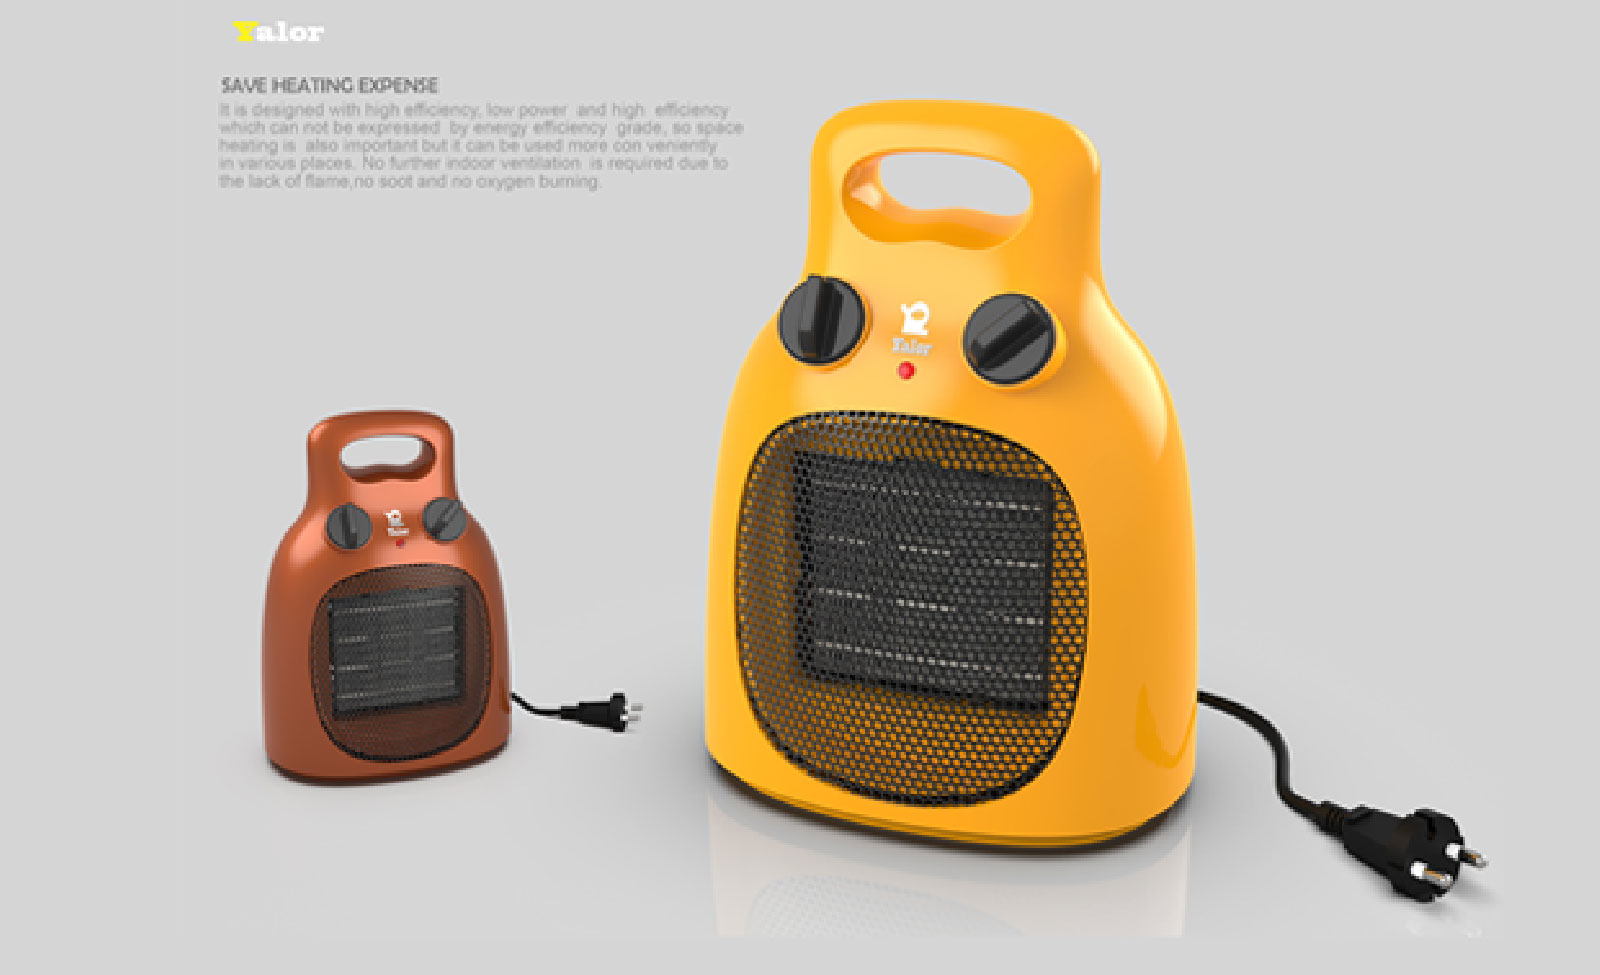 Yalor
SAVE HEATING EXPENSE
It is designed with high efficiency, low power and high efficiency
which can not be expressed by energy efficiency grade, so space
heating is also important but it can be used more con veniently
in various places. No further indoor ventilation is required due to
the lack of flame,no soot and no oxygen burning.
Yalor
Yalor